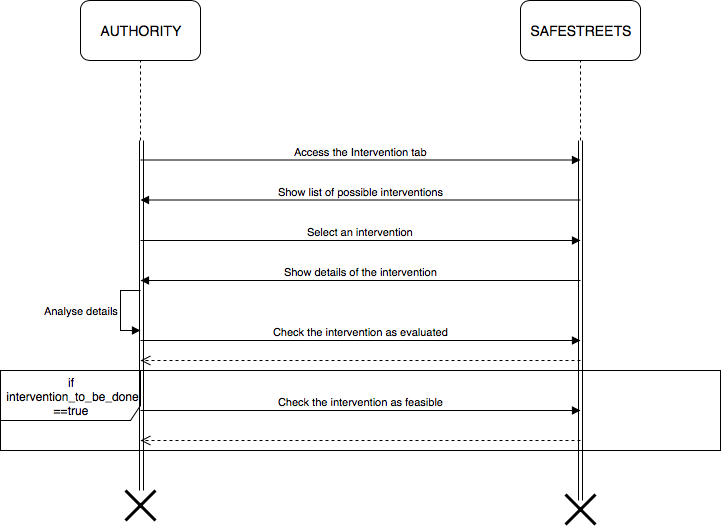 AUTHORITY
SAFESTREETS
Access the Intervention tab
Show list of possible interventions
Select an intervention
Show details of the intervention
Analyse details
Check the intervention as evaluated
if
intervention_to_be_done
==true
Check the intervention as feasible